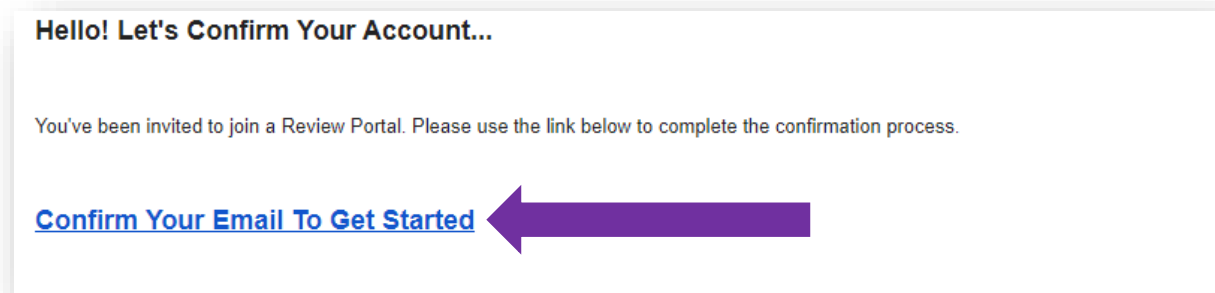 Hello! Let's Confirm Your Account...
You've been invited to join a Review Portal. Please use the link below to complete the confirmation process.
Confirm Your Email To Get Started